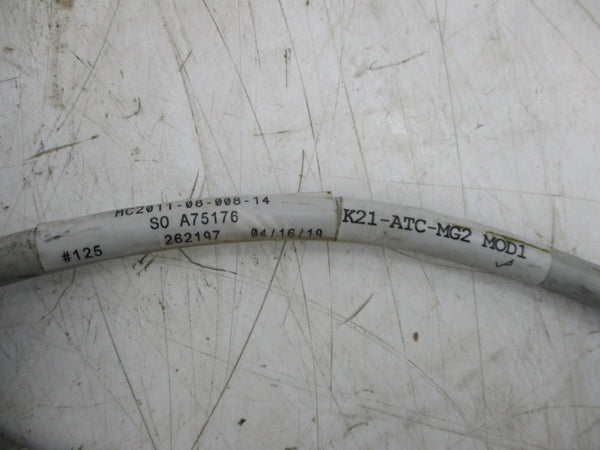 MC2011-08-008-14
SO A75176
262197 04/16/19
#125
K21-ATC-MG2 MOD1